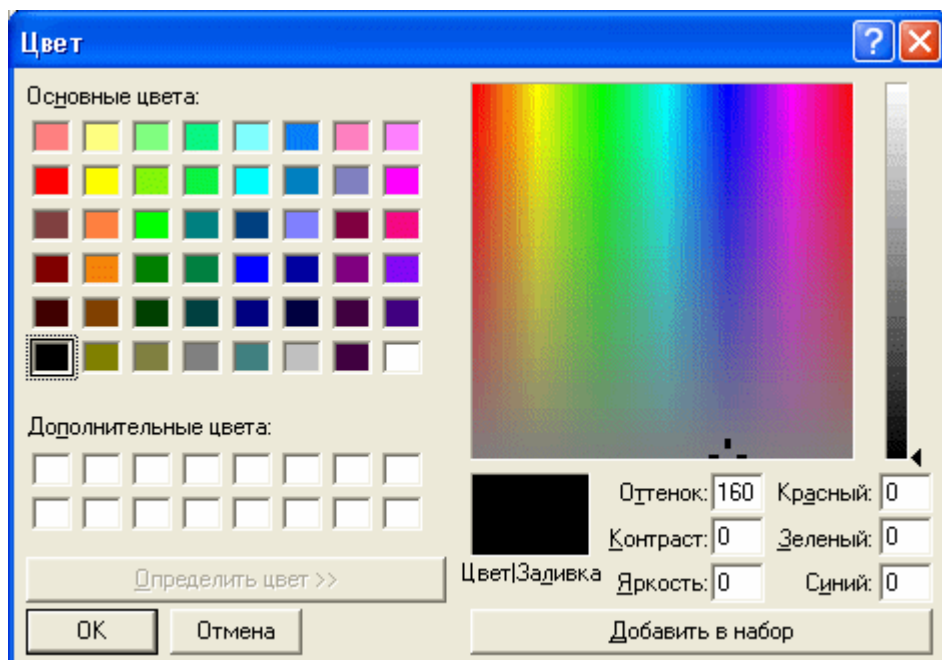 Цвет
Основные цвета:
Дополнительные цвета:
Определить цвет >>
OK
Отмена
Цвет|Заливка
Оттенок: 160
Контраст: 0
Яркость: 0
Красный: 0
Зеленый: 0
Синий: 0
Добавить в набор